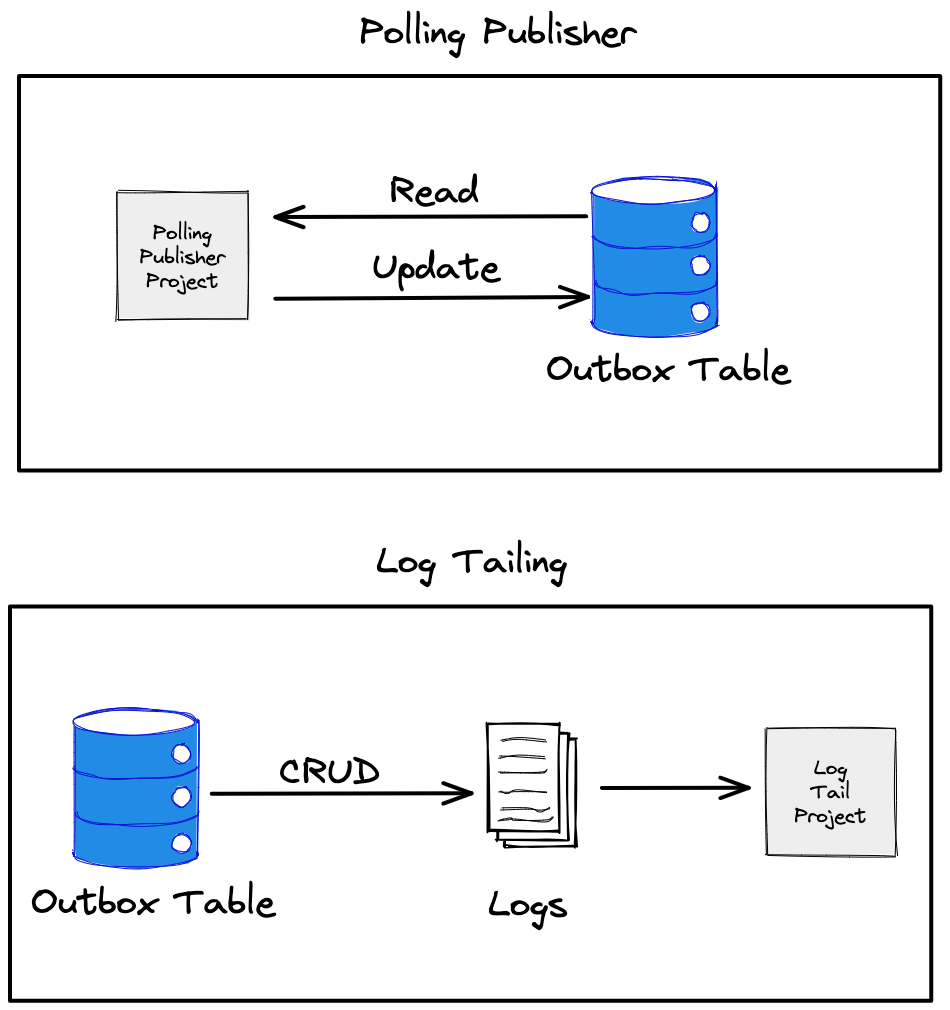 Polling Publisher
Read
Polling
Publisher
Project
Update
Outbox Table
Log Tailing
CRUD
Log
Tail
Project
Outbox Table
Logs